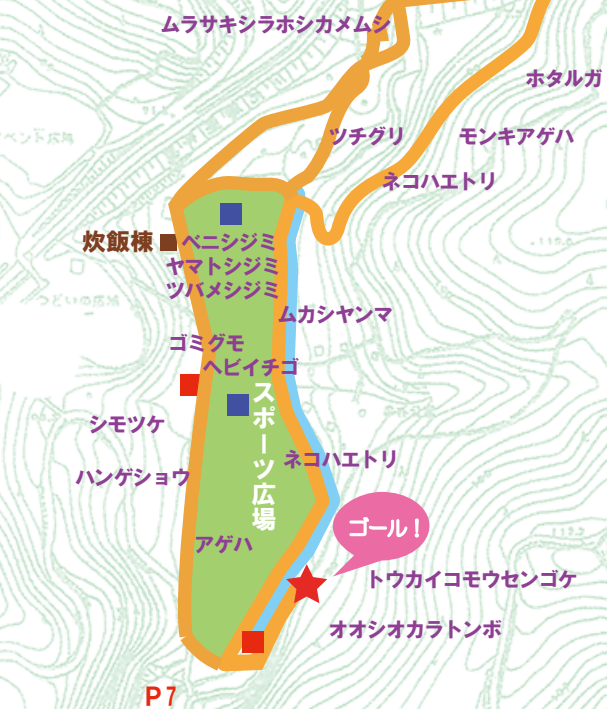 ムラサキシラホシカメムシ
ホタルガ
ツチグリ
モンキアゲハ
ネコハエトリ
炊飯棟
ベニシジミ
ヤマトシジミ
ツバメシジミ
つどいの広場
ムカシヤンマ
ゴミグモ
ヘビイチゴ
スポーツ広場
シモツケ
ネコハエトリ
ハンゲショウ
ゴール！
アゲハ
トウカイコモウセンゴケ
オオシオカラトンボ
P7